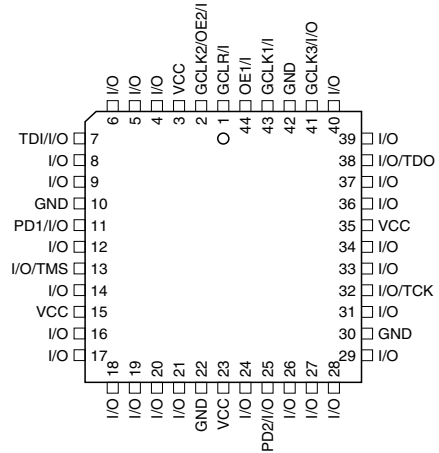 I/O
I/O
I/O
VCC
GCLK2/OE2/I
GCLR/I
OE1/I
GCLK1/I
GND
GCLK3/I/O
I/O
6
5
4
3
2
1
44
43
42
41
40
TDI/I/O 7
I/O 8
I/O 9
GND 10
PD1/I/O 11
I/O 12
I/O/TMS 13
I/O 14
VCC 15
I/O 16
I/O 17
39 I/O
38 I/O/TDO
37 I/O
36 I/O
35 VCC
34 I/O
33 I/O
32 I/O/TCK
31 I/O
30 GND
29 I/O
18
19
20
21
22
23
24
25
26
27
28
I/O
I/O
I/O
I/O
GND
VCC
I/O
PD2/I/O
I/O
I/O
I/O